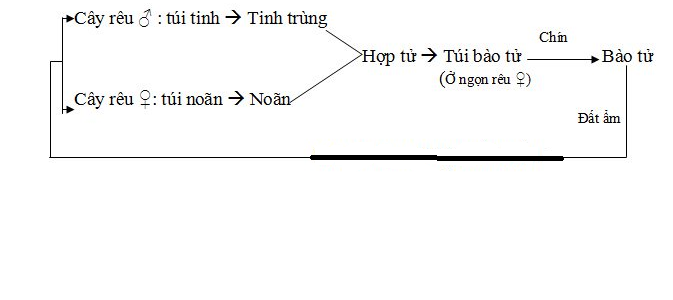 Cây rêu ♂ : túi tinh → Tinh trùng
Chín
Hợp tử → Túi bào tử
Bào tử
(Ở ngọn rêu ♀)
Cây rêu ♀: túi noãn → Noãn
Đất ẩm